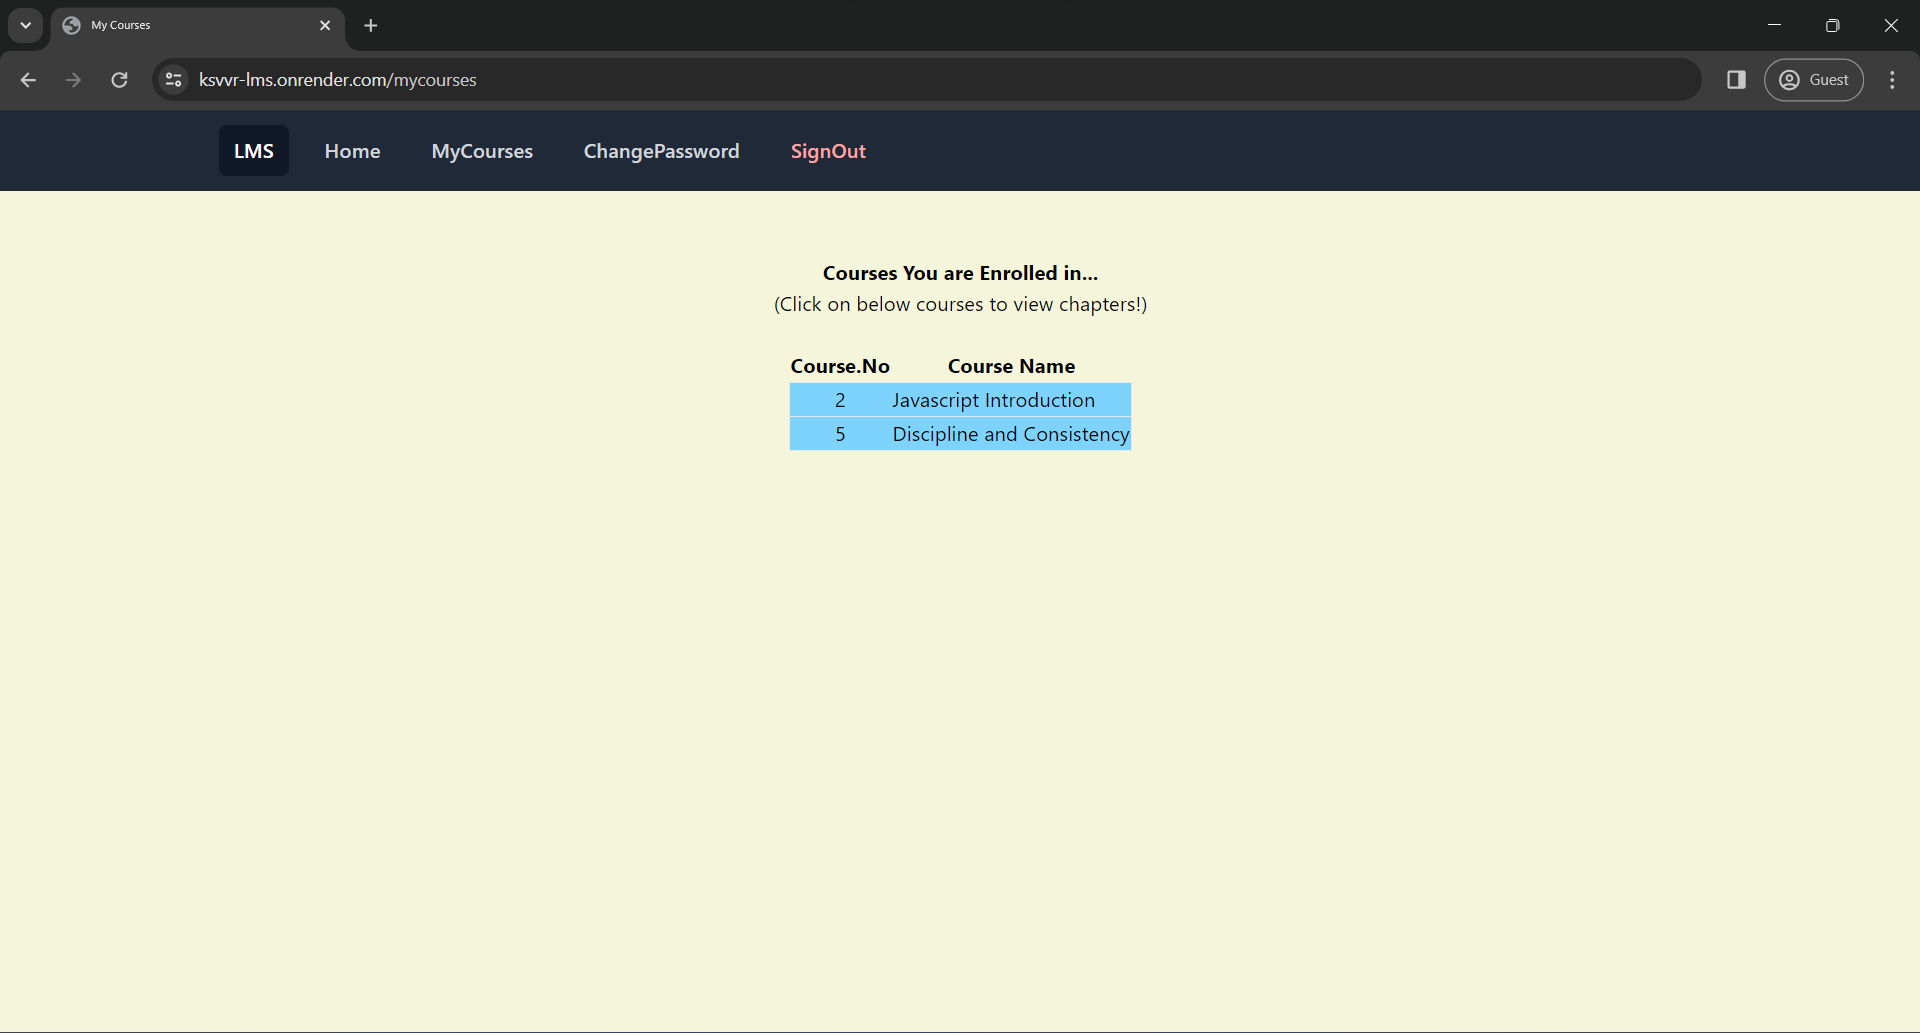 My Courses
ksvvr-lms.onrender.com/mycourses
Guest
LMS Home MyCourses ChangePassword SignOut
Courses You are Enrolled in...
(Click on below courses to view chapters!)
Course.No Course Name
2 Javascript Introduction
5 Discipline and Consistency